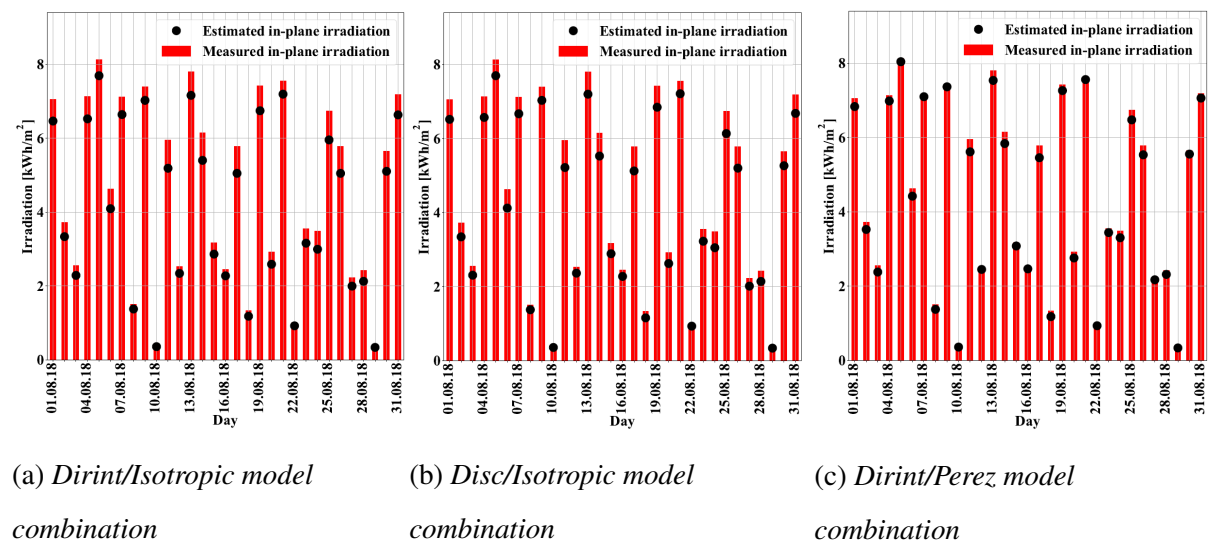 Estimated in-plane irradiation
Measured in-plane irradiation
Irradiation [kWh/m²]
8
6
4
2
0
01.08.18
04.08.18
07.08.18
10.08.18
13.08.18
16.08.18
19.08.18
22.08.18
25.08.18
28.08.18
31.08.18
Day
(a) Dirint/Isotropic model
combination
Estimated in-plane irradiation
Measured in-plane irradiation
Irradiation [kWh/m²]
8
6
4
2
0
01.08.18
04.08.18
07.08.18
10.08.18
13.08.18
16.08.18
19.08.18
22.08.18
25.08.18
28.08.18
31.08.18
Day
(b) Disc/Isotropic model
combination
Estimated in-plane irradiation
Measured in-plane irradiation
Irradiation [kWh/m²]
8
6
4
2
0
01.08.18
04.08.18
07.08.18
10.08.18
13.08.18
16.08.18
19.08.18
22.08.18
25.08.18
28.08.18
31.08.18
Day
(c) Dirint/Perez model
combination